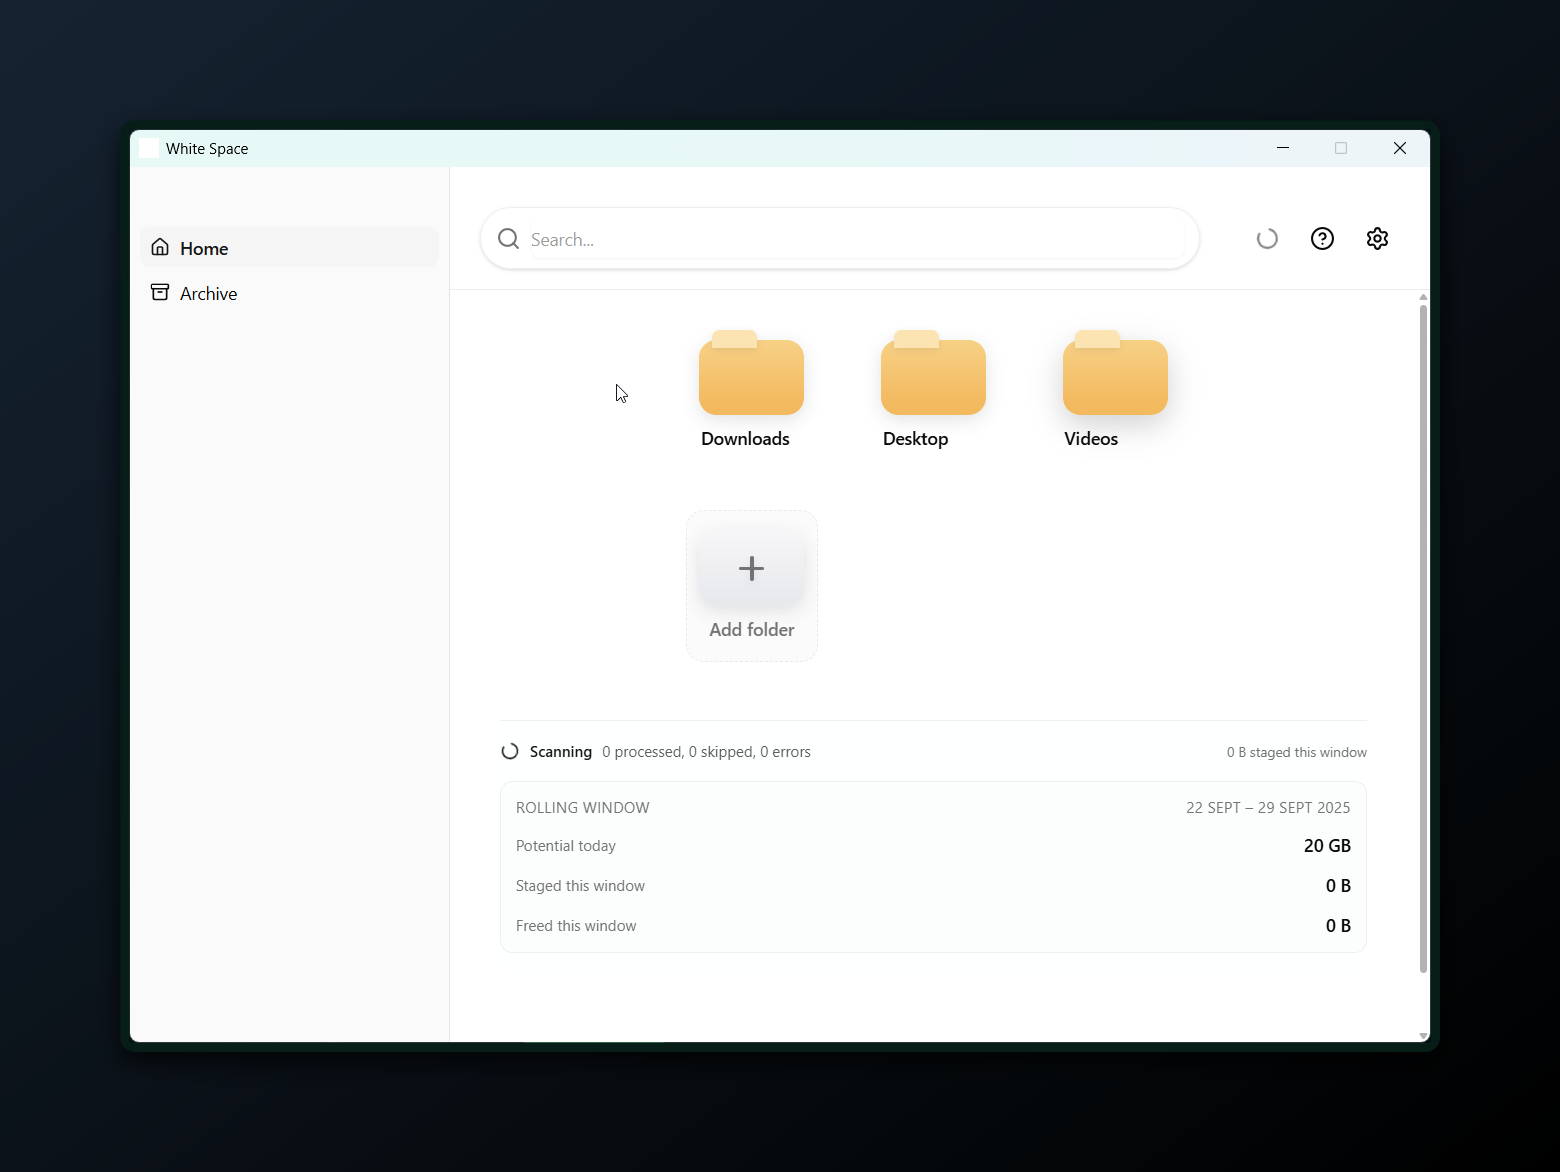 White Space
Home
Archive
Search...
Downloads
Desktop
Videos
Add folder
Scanning 0 processed, 0 skipped, 0 errors
0 B staged this window
ROLLING WINDOW
22 SEPT – 29 SEPT 2025
Potential today
20 GB
Staged this window
0 B
Freed this window
0 B